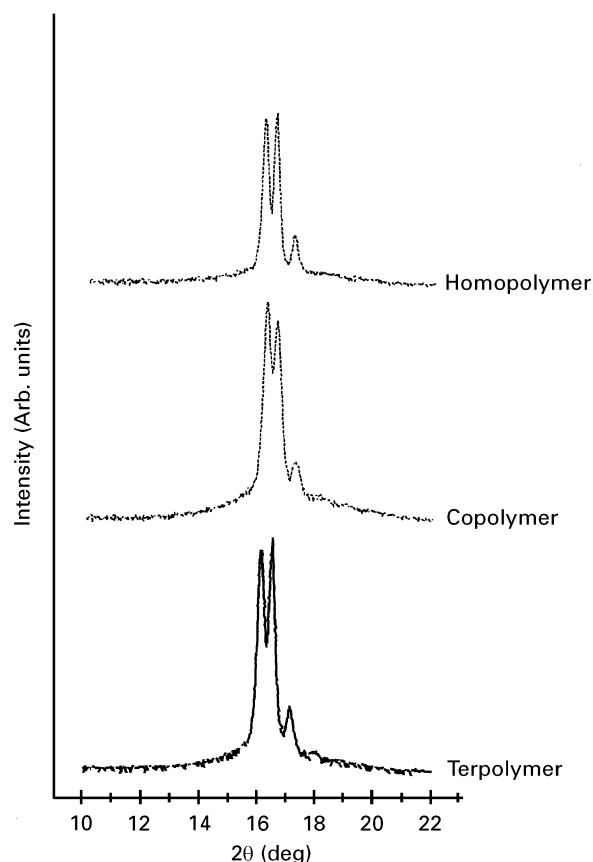 Homopolymer
Intensity (Arb. units)
Copolymer
Terpolymer
10 12 14 16 18 20 22
2θ (deg)